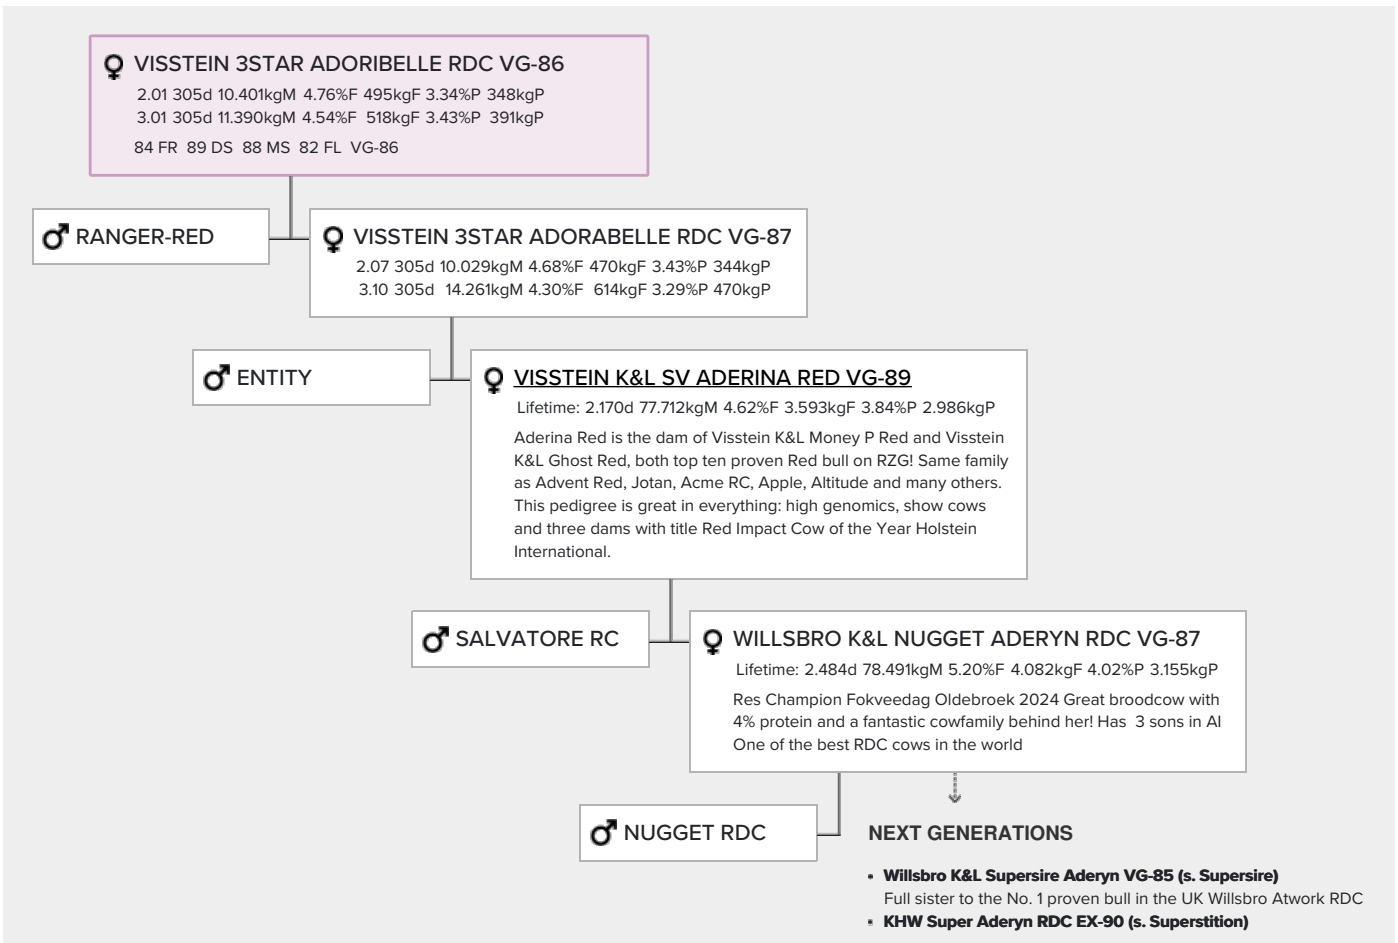 VISSTEIN 3STAR ADORIBELLE RDC VG-86
2.01 305d 10.401kgM 4.76%F 495kgF 3.34%P 348kgP
3.01 305d 11.390kgM 4.54%F 518kgF 3.43%P 391kgP
84 FR 89 DS 88 MS 82 FL VG-86
RANGER-RED
VISSTEIN 3STAR ADORABELLE RDC VG-87
2.07 305d 10.029kgM 4.68%F 470kgF 3.43%P 344kgP
3.10 305d 14.261kgM 4.30%F 614kgF 3.29%P 470kgP
ENTITY
VISSTEIN K&L SV ADERINA RED VG-89
Lifetime: 2.170d 77.712kgM 4.62%F 3.593kgF 3.84%P 2.986kgP
Aderina Red is the dam of Visstein K&L Money P Red and Visstein
K&L Ghost Red, both top ten proven Red bull on RZG! Same family
as Advent Red, Jotan, Acme RC, Apple, Altitude and many others.
This pedigree is great in everything: high genomics, show cows
and three dams with title Red Impact Cow of the Year Holstein
International.
SALVATORE RC
WILLSBRO K&L NUGGET ADERYN RDC VG-87
Lifetime: 2.484d 78.491kgM 5.20%F 4.082kgF 4.02%P 3.155kgP
Res Champion Fokveedag Oldebroek 2024 Great broodcow with
4% protein and a fantastic cowfamily behind her! Has 3 sons in AI
One of the best RDC cows in the world
NUGGET RDC
NEXT GENERATIONS
• Willsbro K&L Supersire Aderyn VG-85 (s. Supersire)
Full sister to the No. 1 proven bull in the UK Willsbro Atwork RDC
• KHW Super Aderyn RDC EX-90 (s. Superstition)